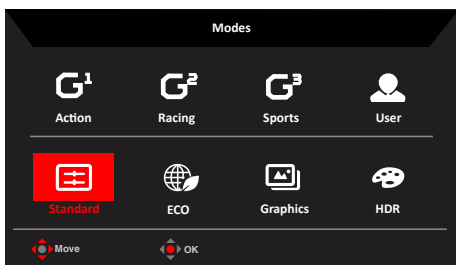 Modes
G¹ G² G³
Action Racing Sports User
Standard ECO Graphics HDR
Move OK